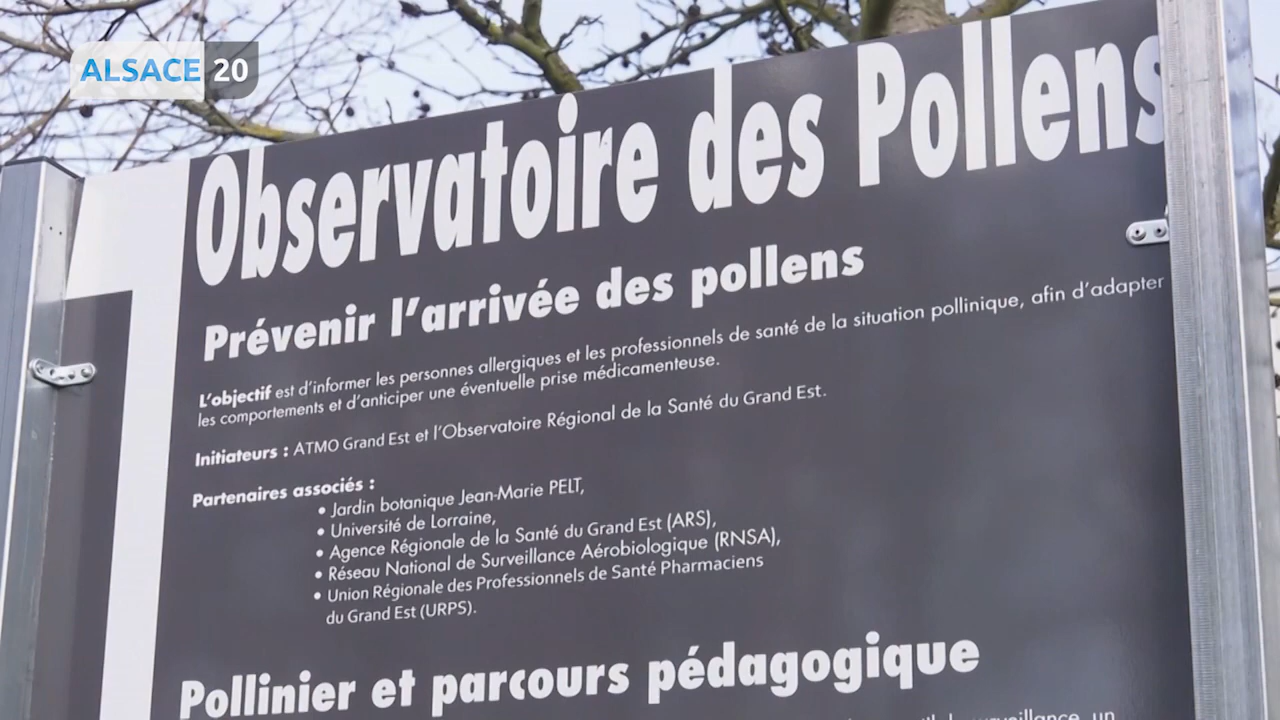 ALSACE 20
Observatoire des Pollens
Prévenir l'arrivée des pollens
L'objectif est d'informer les personnes allergiques et les professionnels de santé de la situation pollinique, afin d'adapter
les comportements et d'anticiper une éventuelle prise médicamenteuse.
Initiateurs : ATMO Grand Est et l'Observatoire Régional de la Santé du Grand Est.
Partenaires associés :
• Jardin botanique Jean-Marie PELT,
• Université de Lorraine,
• Agence Régionale de la Santé du Grand Est (ARS),
• Réseau National de Surveillance Aérobiologique (RNSA),
• Union Régionale des Professionnels de Santé Pharmaciens
du Grand Est (URPS).
Pollinier et parcours pédagogique
surveillance, un